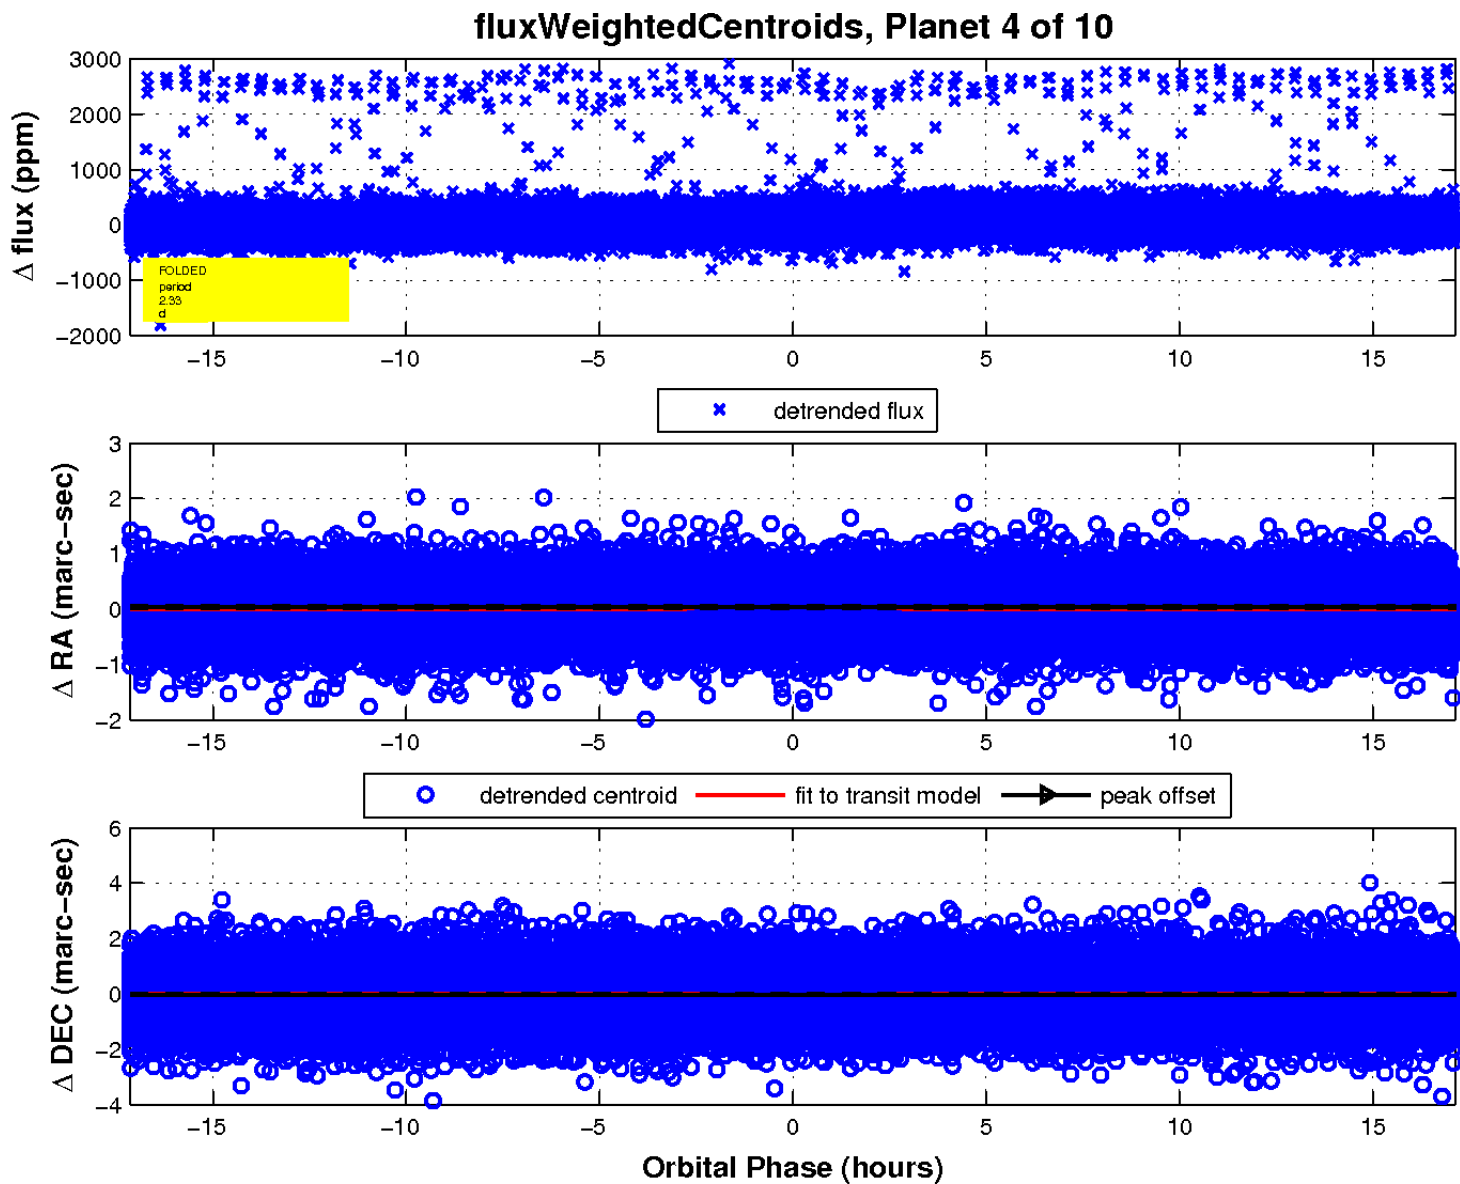 fluxWeightedCentroids, Planet 4 of 10
Δ flux (ppm)
3000
2000
1000
0
−1000
−2000
FOLDED
period
2.33
d
−15 −10 −5 0 5 10 15
detrended flux
Δ RA (marc−sec)
3
2
1
0
−1
−2
−15 −10 −5 0 5 10 15
detrended centroid fit to transit model peak offset
Δ DEC (marc−sec)
6
4
2
0
−2
−4
−15 −10 −5 0 5 10 15
Orbital Phase (hours)